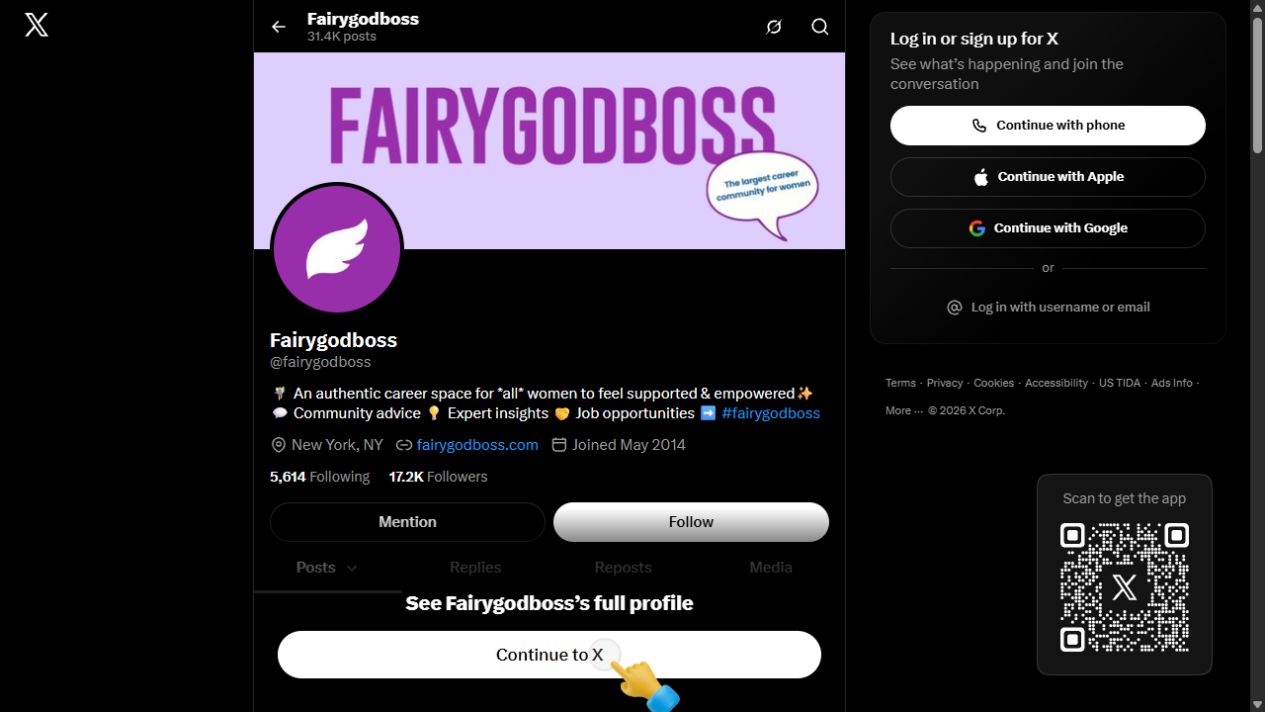 Fairygodboss
31.4K posts
FAIRYGODBOSS
The largest career
community for women
Fairygodboss
@fairygodboss
An authentic career space for *all* women to feel supported & empowered
Community advice Expert insights Job opportunities #fairygodboss
New York, NY fairygodboss.com Joined May 2014
5,614 Following 17.2K Followers
Mention Follow
Posts Replies Reposts Media
See Fairygodboss's full profile
Continue to X
Log in or sign up for X
See what's happening and join the
conversation
Continue with phone
Continue with Apple
Continue with Google
or
Log in with username or email
Terms · Privacy · Cookies · Accessibility · US TIDA · Ads Info ·
More ··· © 2026 X Corp.
Scan to get the app